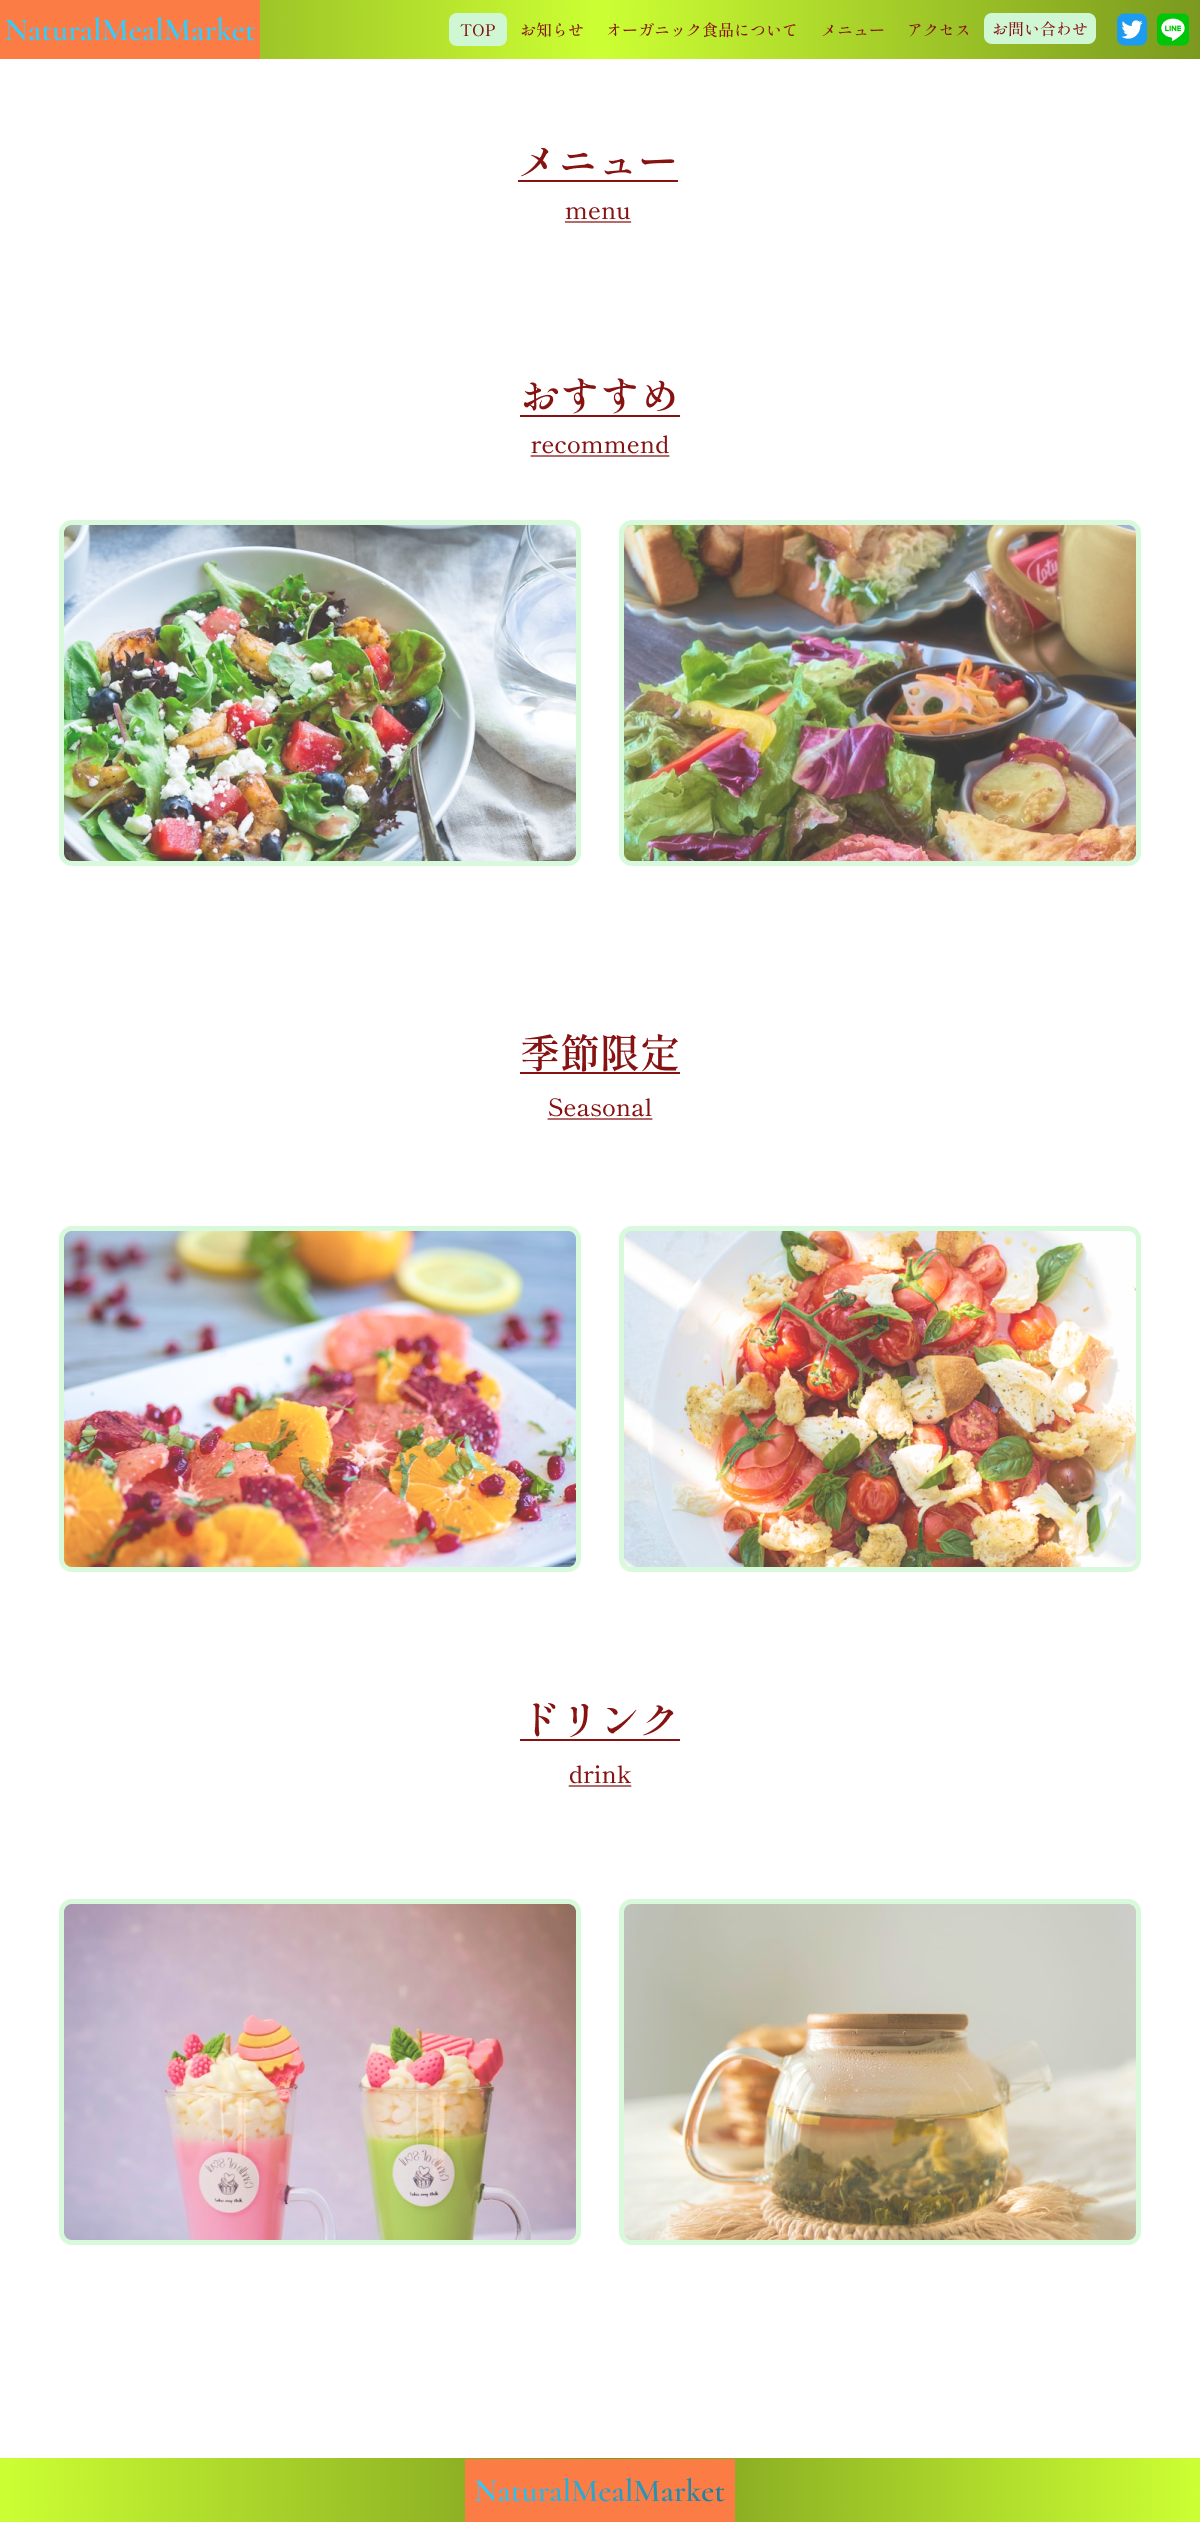 NaturalMealMarket
TOP お知らせ オーガニック食品について メニュー アクセス お問い合わせ LINE
メニュー
menu
おすすめ
recommend
季節限定
Seasonal
ドリンク
drink
NaturalMealMarket